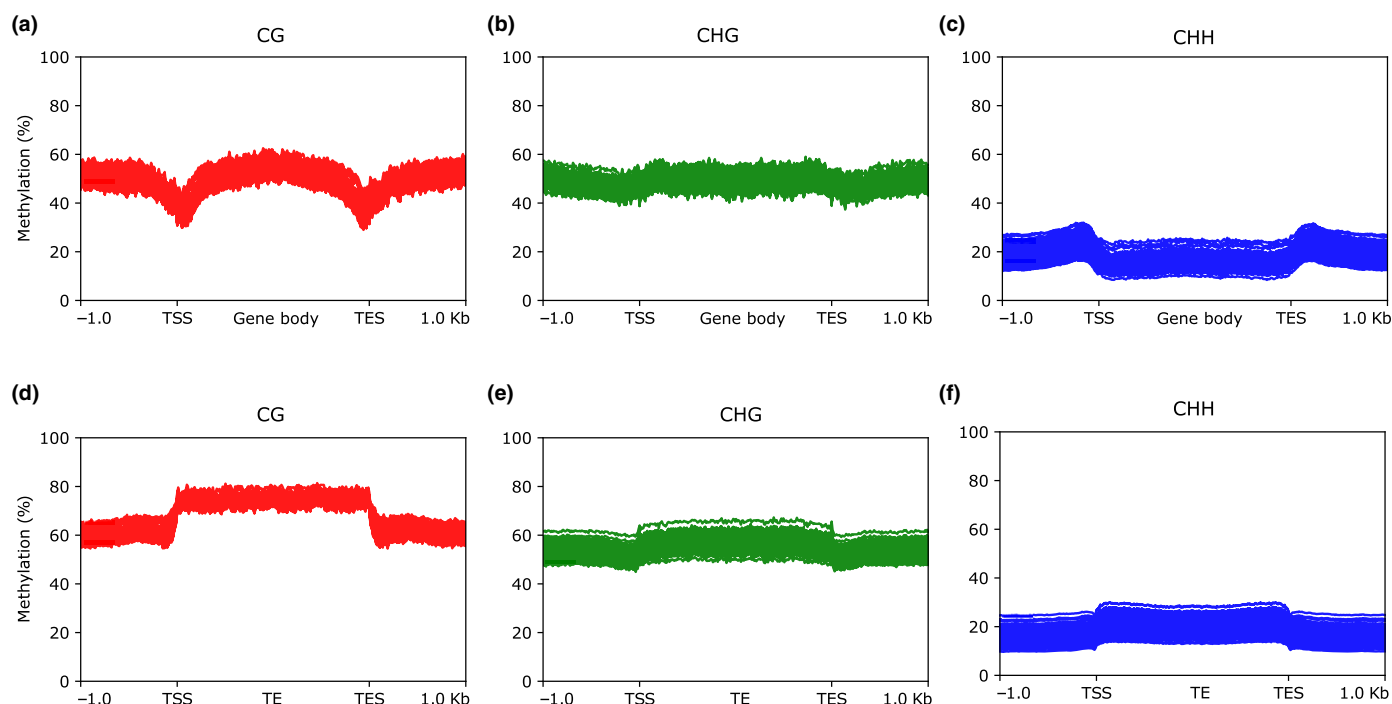 (a) (b) (c)
CG CHG CHH
Methylation (%)
100 100 100
80 80 80
60 60 60
40 40 40
20 20 20
0 0 0
−1.0 TSS Gene body TES 1.0 Kb −1.0 TSS Gene body TES 1.0 Kb −1.0 TSS Gene body TES 1.0 Kb
(d) (e) (f)
CG CHG CHH
Methylation (%)
100 100 100
80 80 80
60 60 60
40 40 40
20 20 20
0 0 0
−1.0 TSS TE TES 1.0 Kb −1.0 TSS TE TES 1.0 Kb −1.0 TSS TE TES 1.0 Kb